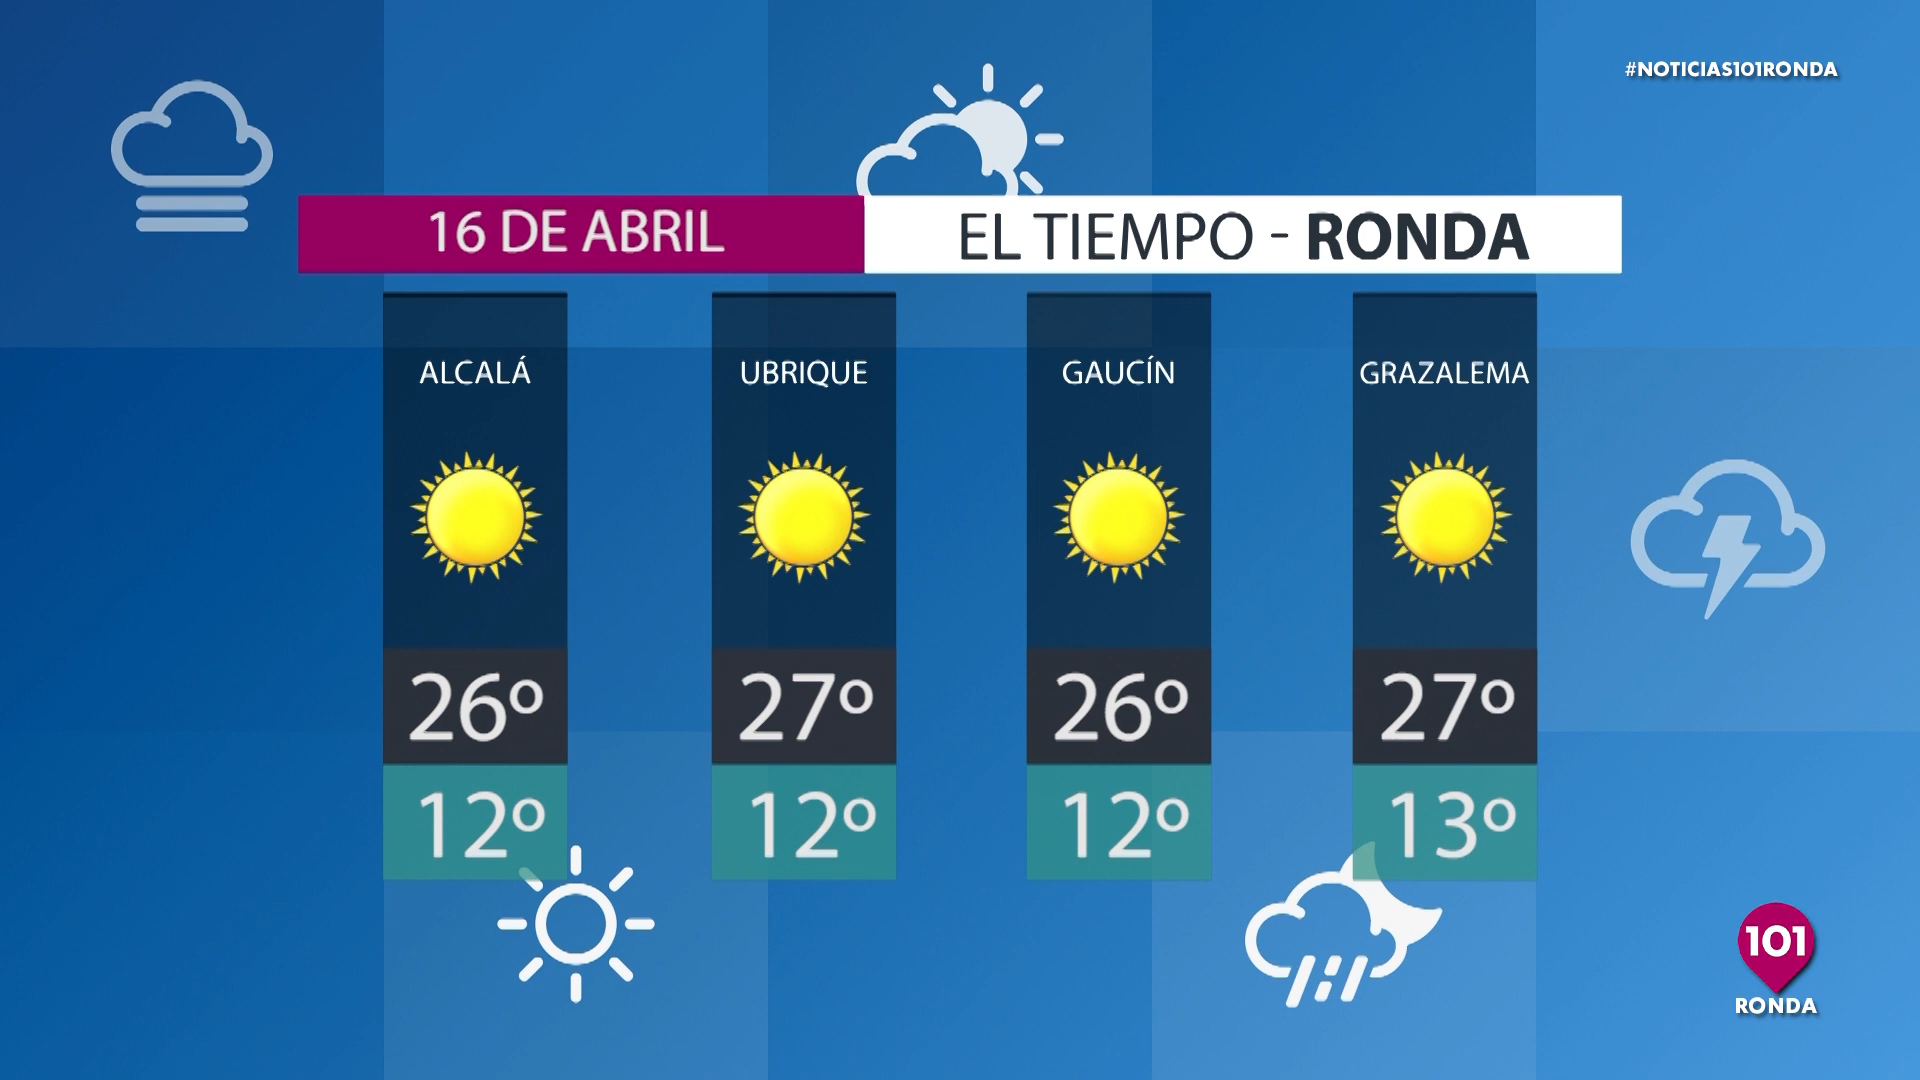 #NOTICIAS101RONDA
16 DE ABRIL
EL TIEMPO - RONDA
ALCALÁ
UBRIQUE
GAUCÍN
GRAZALEMA
26º
27º
26º
27º
12º
12º
12º
13º
101
RONDA